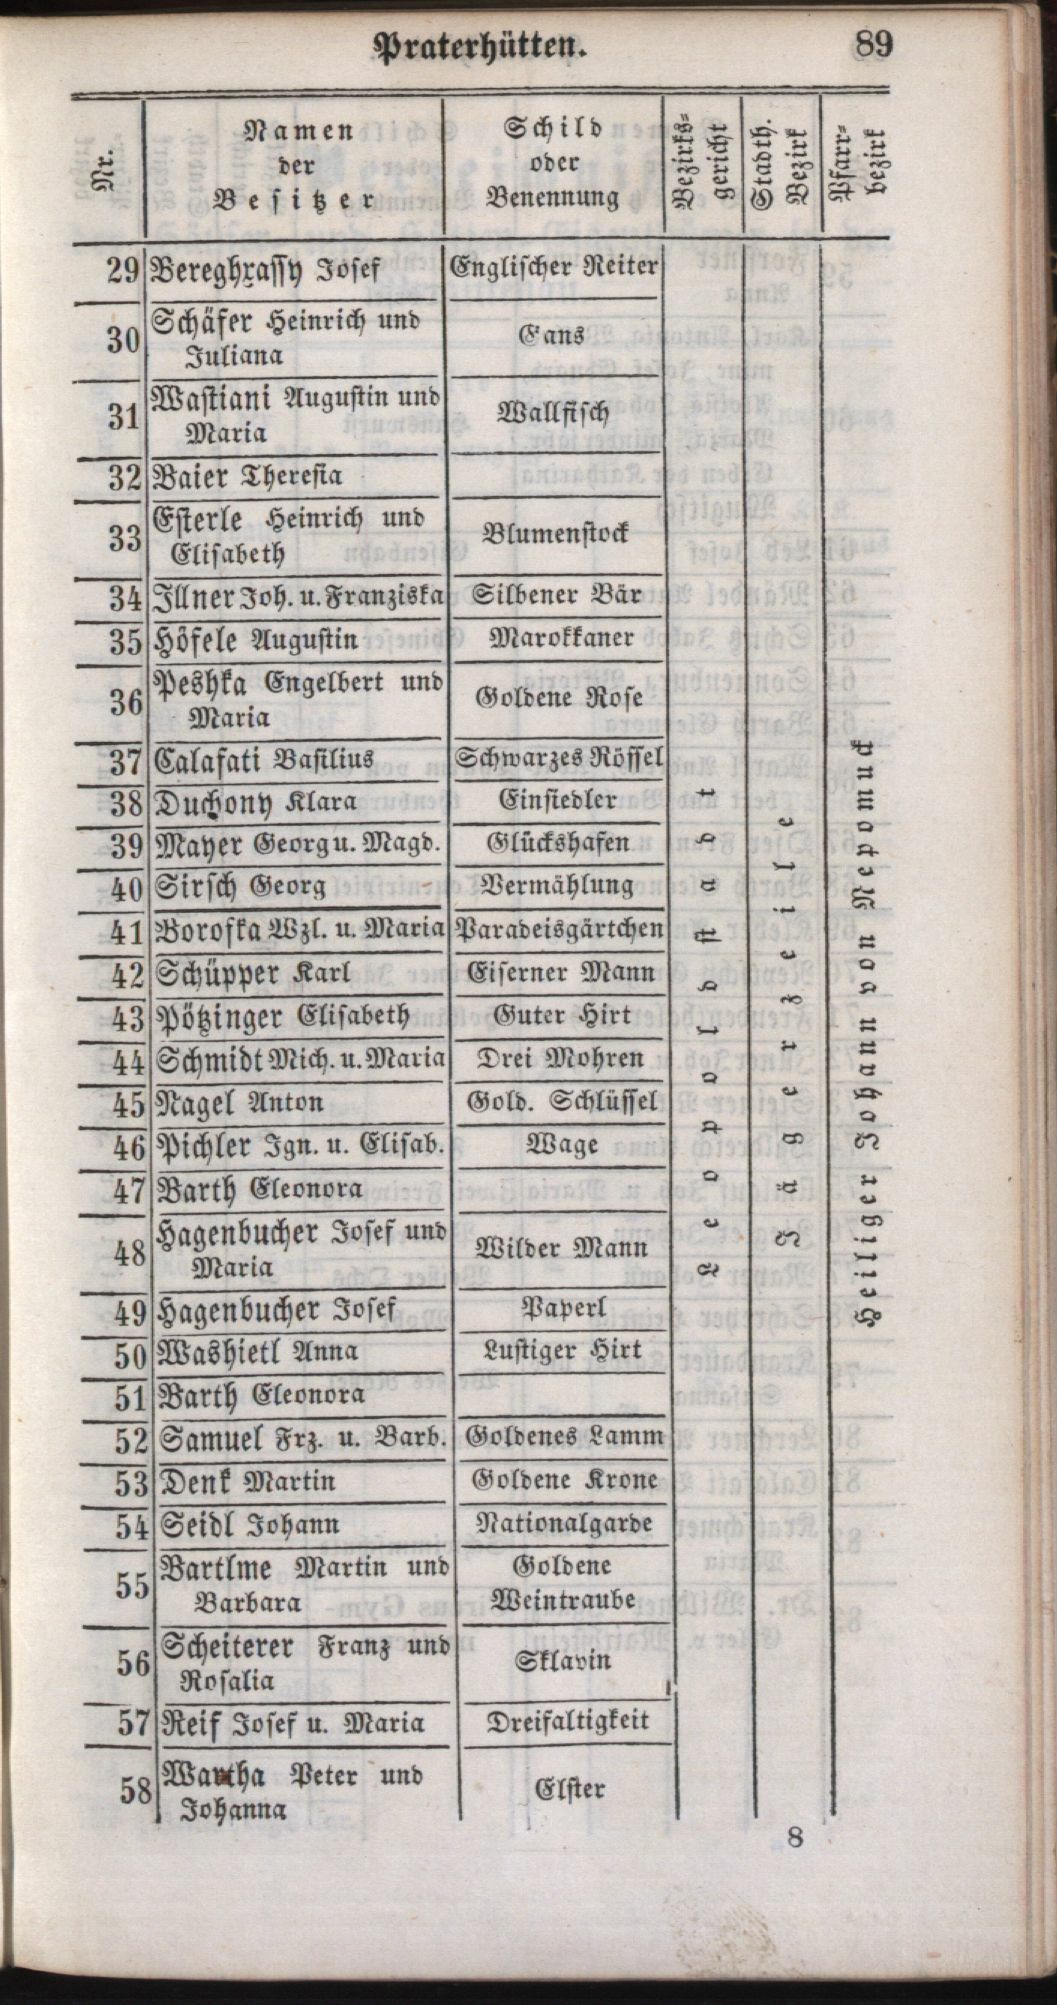 Praterhütten. 89
Nr. Namen der Besitzer Schild oder Benennung Bezirks-gericht Stadth. Bezirk Pfarr-bezirk
29 Bereghxassy Josef Englischer Reiter
30 Schäfer Heinrich und Juliana Gans
31 Wastiani Augustin und Maria Wallfisch
32 Baier Theresia
33 Esterle Heinrich und Elisabeth Blumenstock
34 Illner Joh. u. Franziska Silbener Bär
35 Höfele Augustin Marokkaner
36 Peshka Engelbert und Maria Goldene Rose
37 Calafati Basilius Schwarzes Rössel
38 Duchony Klara Einsiedler
39 Mayer Georg u. Magd. Glückshafen
40 Sirsch Georg Vermählung
41 Borofka Wzl. u. Maria Paradeisgärtchen
42 Schüpper Karl Eiserner Mann
43 Pötzinger Elisabeth Guter Hirt
44 Schmidt Mich. u. Maria Drei Mohren
45 Nagel Anton Gold. Schlüssel
46 Pichler Ign. u. Elisab. Wage
47 Barth Eleonora
48 Hagenbucher Josef und Maria Wilder Mann
49 Hagenbucher Josef Paperl
50 Washietl Anna Lustiger Hirt
51 Barth Eleonora
52 Samuel Frz. u. Barb. Goldenes Lamm
53 Denk Martin Goldene Krone
54 Seidl Johann Nationalgarde
55 Bartlme Martin und Barbara Goldene Weintraube
56 Scheiterer Franz und Rosalia Sklavin
57 Reif Josef u. Maria Dreifaltigkeit
58 Wartha Peter und Johanna Elster
Leopoldstadt
Jägerzeile
Heiliger Johann von Nepomuk
8